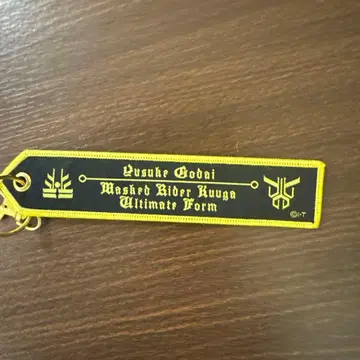 Yusuke Godai
Masked Rider Kuuga
Ultimate Form
©I・T